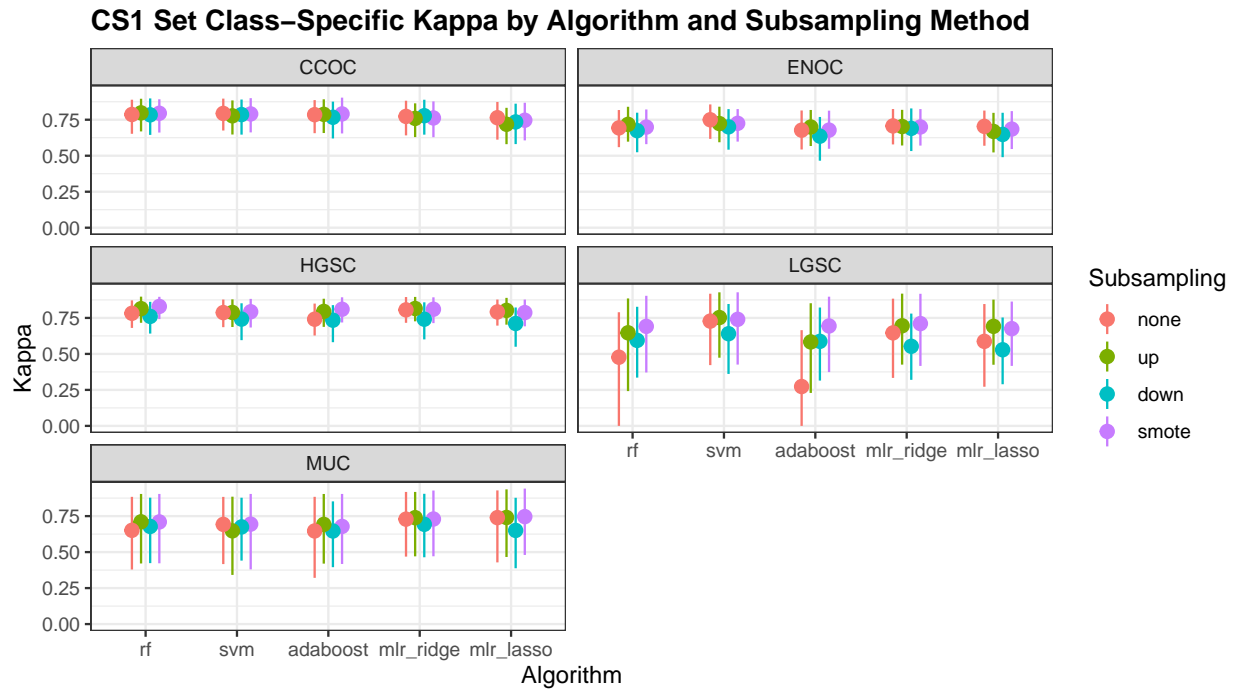 CS1 Set Class−Specific Kappa by Algorithm and Subsampling Method
CCOC
ENOC
0.75
0.50
0.25
0.00
HGSC
LGSC
0.75
0.50
0.25
0.00
rf svm adaboost mlr_ridge mlr_lasso
MUC
0.75
0.50
0.25
0.00
rf svm adaboost mlr_ridge mlr_lasso
Kappa
Algorithm
Subsampling
none
up
down
smote